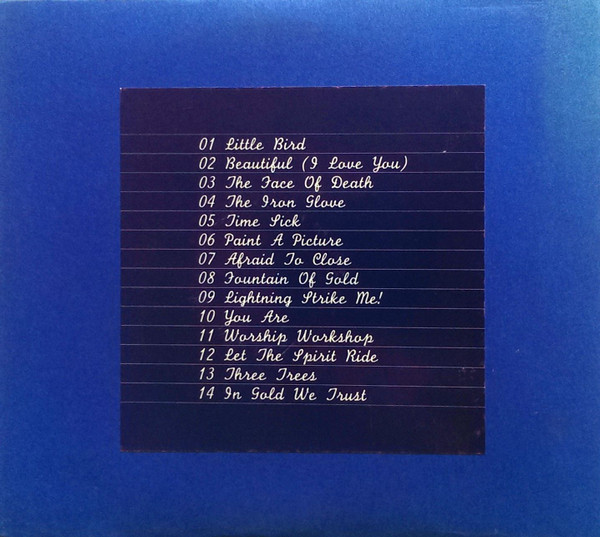 01 Little Bird
02 Beautiful (I Love You)
03 The Face Of Death
04 The Iron Glove
05 Time Sick
06 Paint A Picture
07 Afraid To Close
08 Fountain Of Gold
09 Lightning Strike Me!
10 You Are
11 Worship Workshop
12 Let The Spirit Ride
13 Three Trees
14 In Gold We Trust